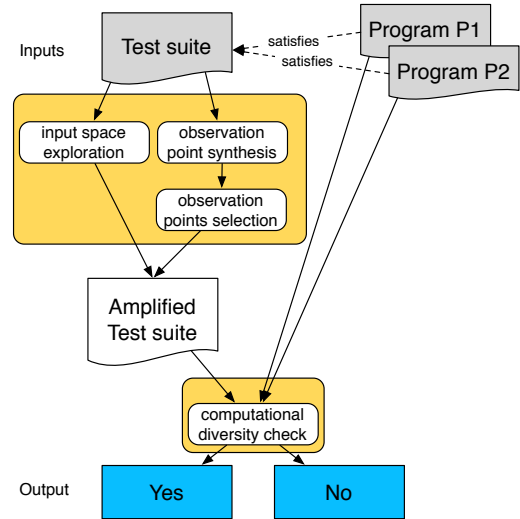 Inputs
Test suite
satisfies
satisfies
Program P1
Program P2
input space
exploration
observation
point synthesis
observation
points selection
Amplified
Test suite
computational
diversity check
Output
Yes
No